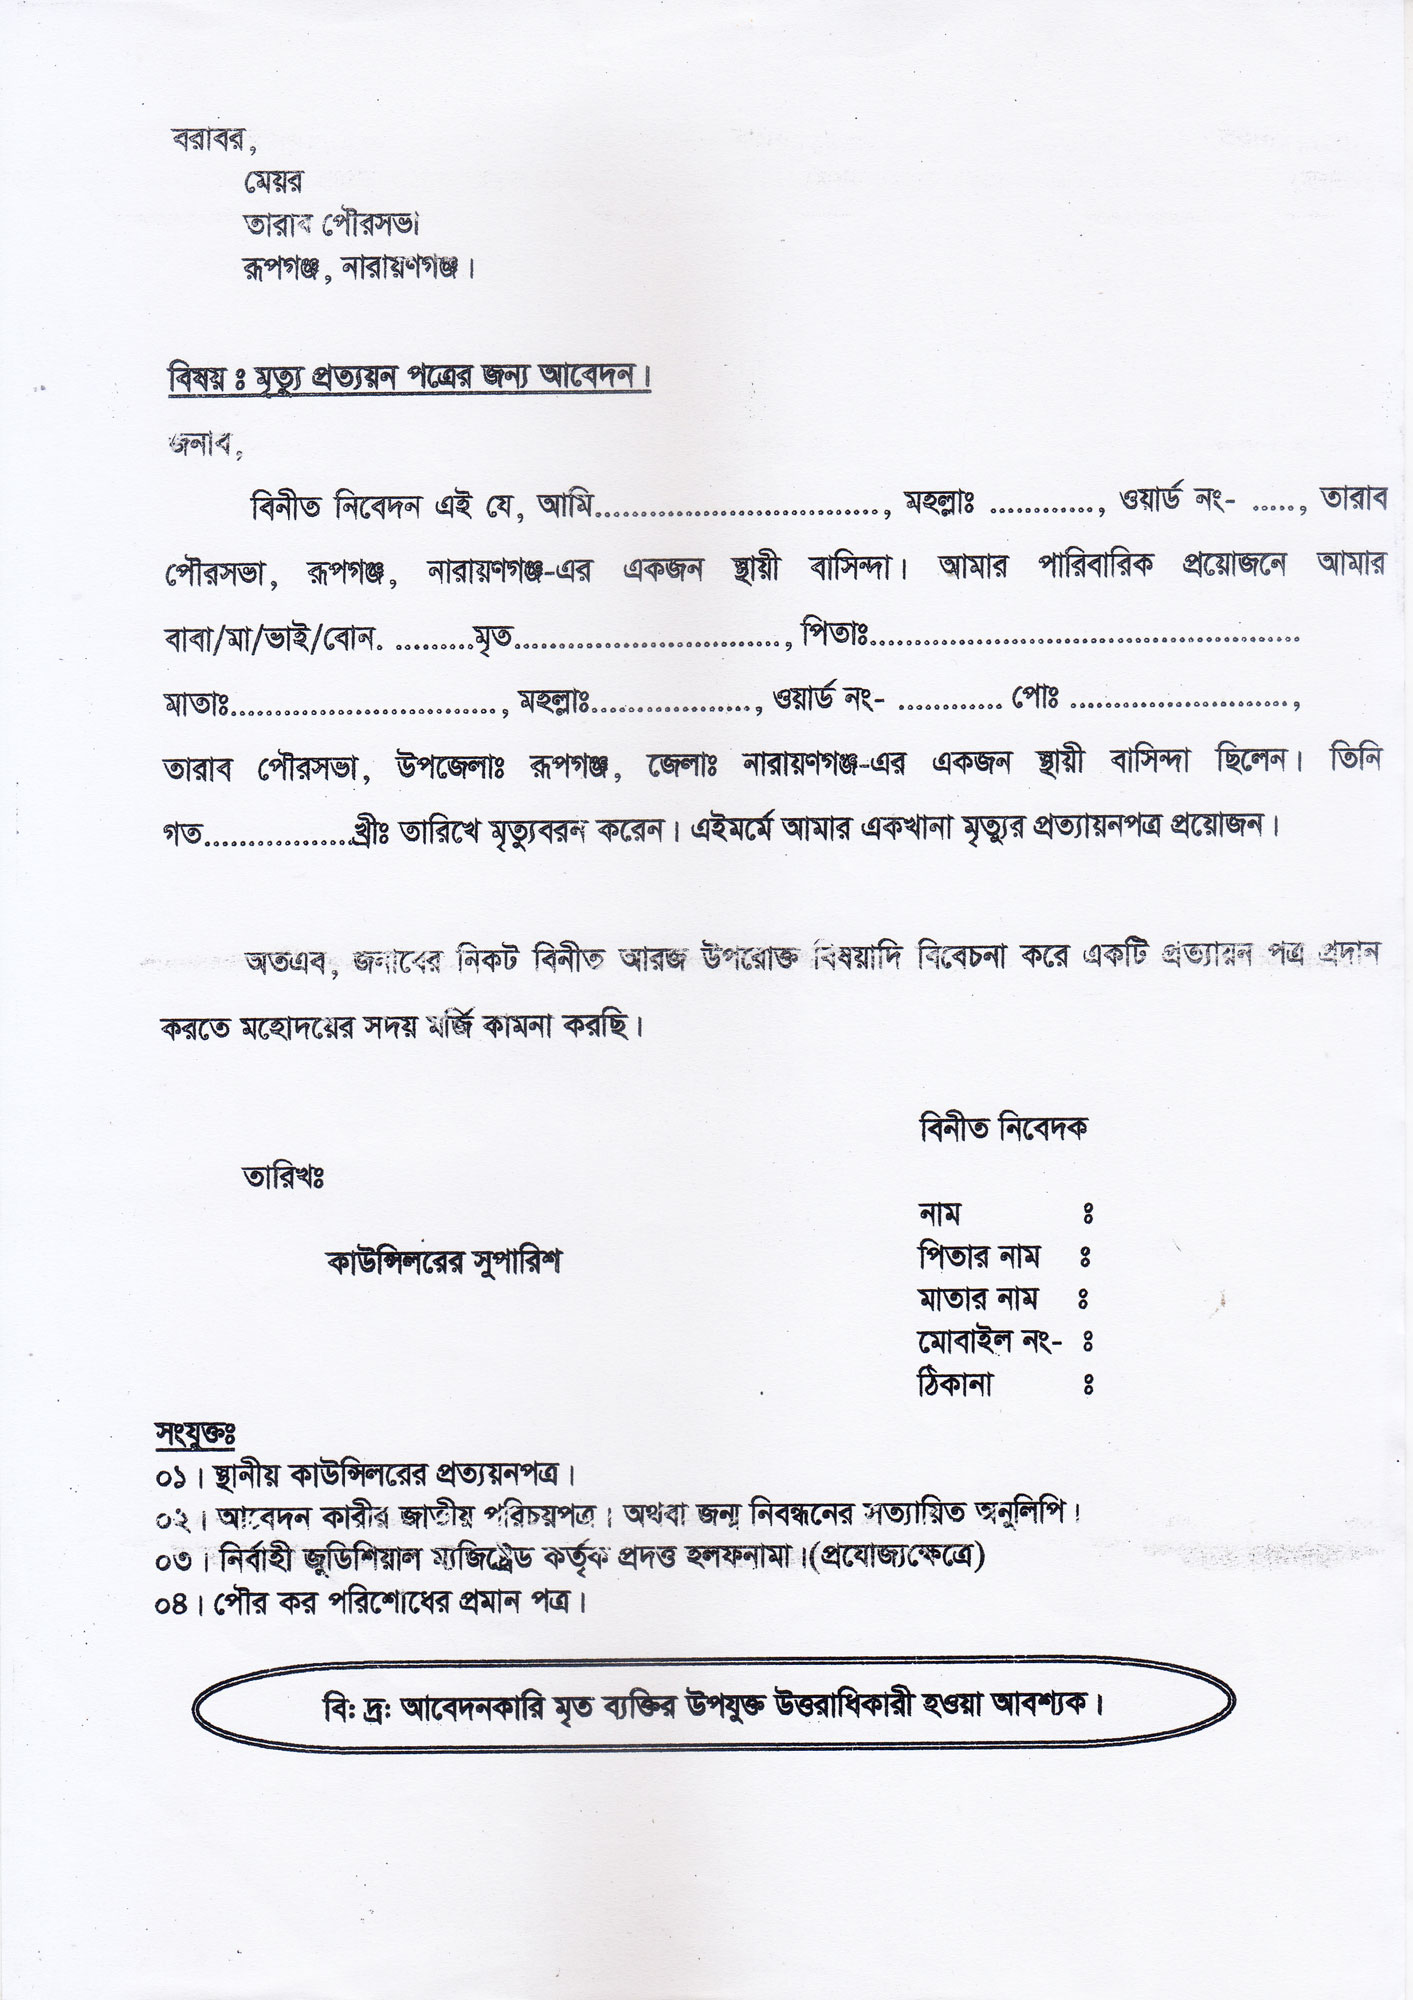 বরাবর,
মেয়র
তারাব পৌরসভা
রূপগঞ্জ, নারায়ণগঞ্জ।
বিষয় ঃ মৃত্যু প্রত্যয়ন পত্রের জন্য আবেদন।
জনাব,
বিনীত নিবেদন এই যে, আমি................................, মহল্লাঃ ............, ওয়ার্ড নং- ....., তারাব
পৌরসভা, রূপগঞ্জ, নারায়ণগঞ্জ-এর একজন স্থায়ী বাসিন্দা। আমার পারিবারিক প্রয়োজনে আমার
বাবা/মা/ভাই/বোন. .........মৃত.............................., পিতাঃ.................................................
মাতাঃ.............................., মহল্লাঃ.................., ওয়ার্ড নং- ............ পোঃ .........................,
তারাব পৌরসভা, উপজেলাঃ রূপগঞ্জ, জেলাঃ নারায়ণগঞ্জ-এর একজন স্থায়ী বাসিন্দা ছিলেন। তিনি
গত.................খ্রীঃ তারিখে মৃত্যুবরন করেন। এইমর্মে আমার একখানা মৃত্যুর প্রত্যায়নপত্র প্রয়োজন।
অতএব, জনাবের নিকট বিনীত আরজ উপরোক্ত বিষয়াদি বিবেচনা করে একটি প্রত্যায়ন পত্র প্রদান
করতে মহোদয়ের সদয় মর্জি কামনা করছি।
বিনীত নিবেদক
তারিখঃ
নাম ঃ
কাউন্সিলরের সুপারিশ
পিতার নাম ঃ
মাতার নাম ঃ
মোবাইল নং- ঃ
ঠিকানা ঃ
সংযুক্তঃ
০১। স্থানীয় কাউন্সিলরের প্রত্যয়নপত্র।
০২। আবেদন কারীর জাতীয় পরিচয়পত্র। অথবা জন্ম নিবন্ধনের সত্যায়িত অনুলিপি।
০৩। নির্বাহী জুডিশিয়াল ম্যজিষ্ট্রেড কর্তৃক প্রদত্ত হলফনামা।(প্রযোজ্যক্ষেত্রে)
০৪। পৌর কর পরিশোধের প্রমান পত্র।
বি: দ্র: আবেদনকারি মৃত ব্যক্তির উপযুক্ত উত্তরাধিকারী হওয়া আবশ্যক।